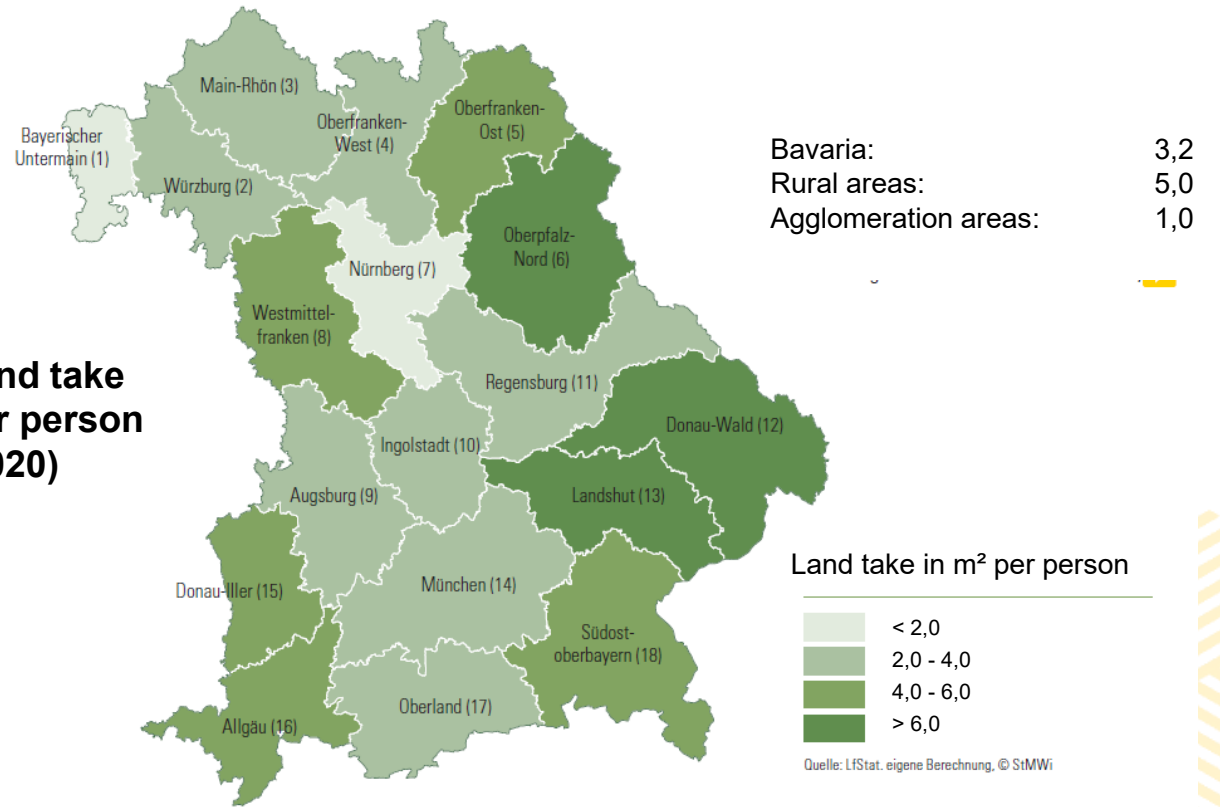 Main-Rhön (3)
Oberfranken-
West (4)
Oberfranken-
Ost (5)
Bayerischer
Untermain (1)
Würzburg (2)
Bavaria: 3,2
Rural areas: 5,0
Agglomeration areas: 1,0
Oberpfalz-
Nord (6)
Nürnberg (7)
Westmittel-
franken (8)
nd take
r person
020)
Regensburg (11)
Donau-Wald (12)
Ingolstadt (10)
Augsburg (9)
Landshut (13)
Donau-Iller (15)
München (14)
Südost-
oberbayern (18)
Oberland (17)
Allgäu (16)
Land take in m² per person
< 2,0
2,0 - 4,0
4,0 - 6,0
> 6,0
Quelle: LfStat. eigene Berechnung, © StMWi